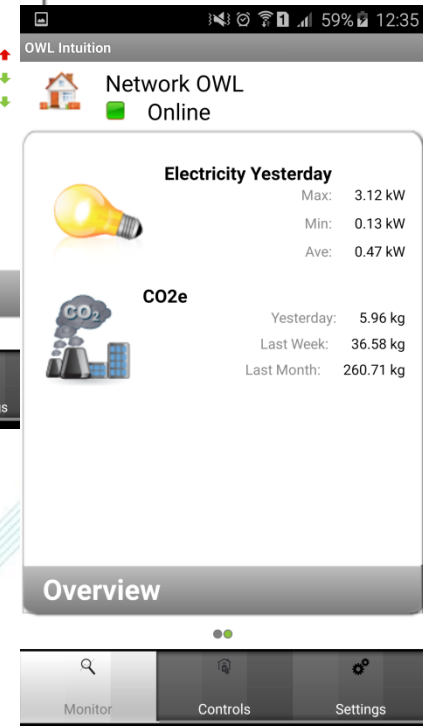 59% 12:35
OWL Intuition
Network OWL
Online
Electricity Yesterday
Max: 3.12 kW
Min: 0.13 kW
Ave: 0.47 kW
CO2
CO2e
Yesterday: 5.96 kg
Last Week: 36.58 kg
Last Month: 260.71 kg
Overview
Monitor Controls Settings